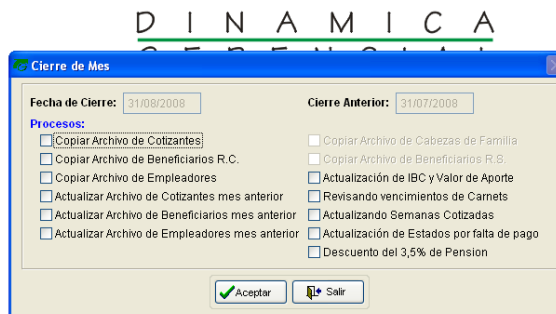 DINAMICA
GERENCIAL
Cierre de Mes
Fecha de Cierre: 31/08/2008
Cierre Anterior: 31/07/2008
Procesos:
Copiar Archivo de Cotizantes
Copiar Archivo de Beneficiarios R.C.
Copiar Archivo de Empleadores
Actualizar Archivo de Cotizantes mes anterior
Actualizar Archivo de Beneficiarios mes anterior
Actualizar Archivo de Empleadores mes anterior
Copiar Archivo de Cabezas de Familia
Copiar Archivo de Beneficiarios R.S.
Actualización de IBC y Valor de Aporte
Revisando vencimientos de Carnets
Actualizando Semanas Cotizadas
Actualización de Estados por falta de pago
Descuento del 3,5% de Pension
Aceptar
Salir